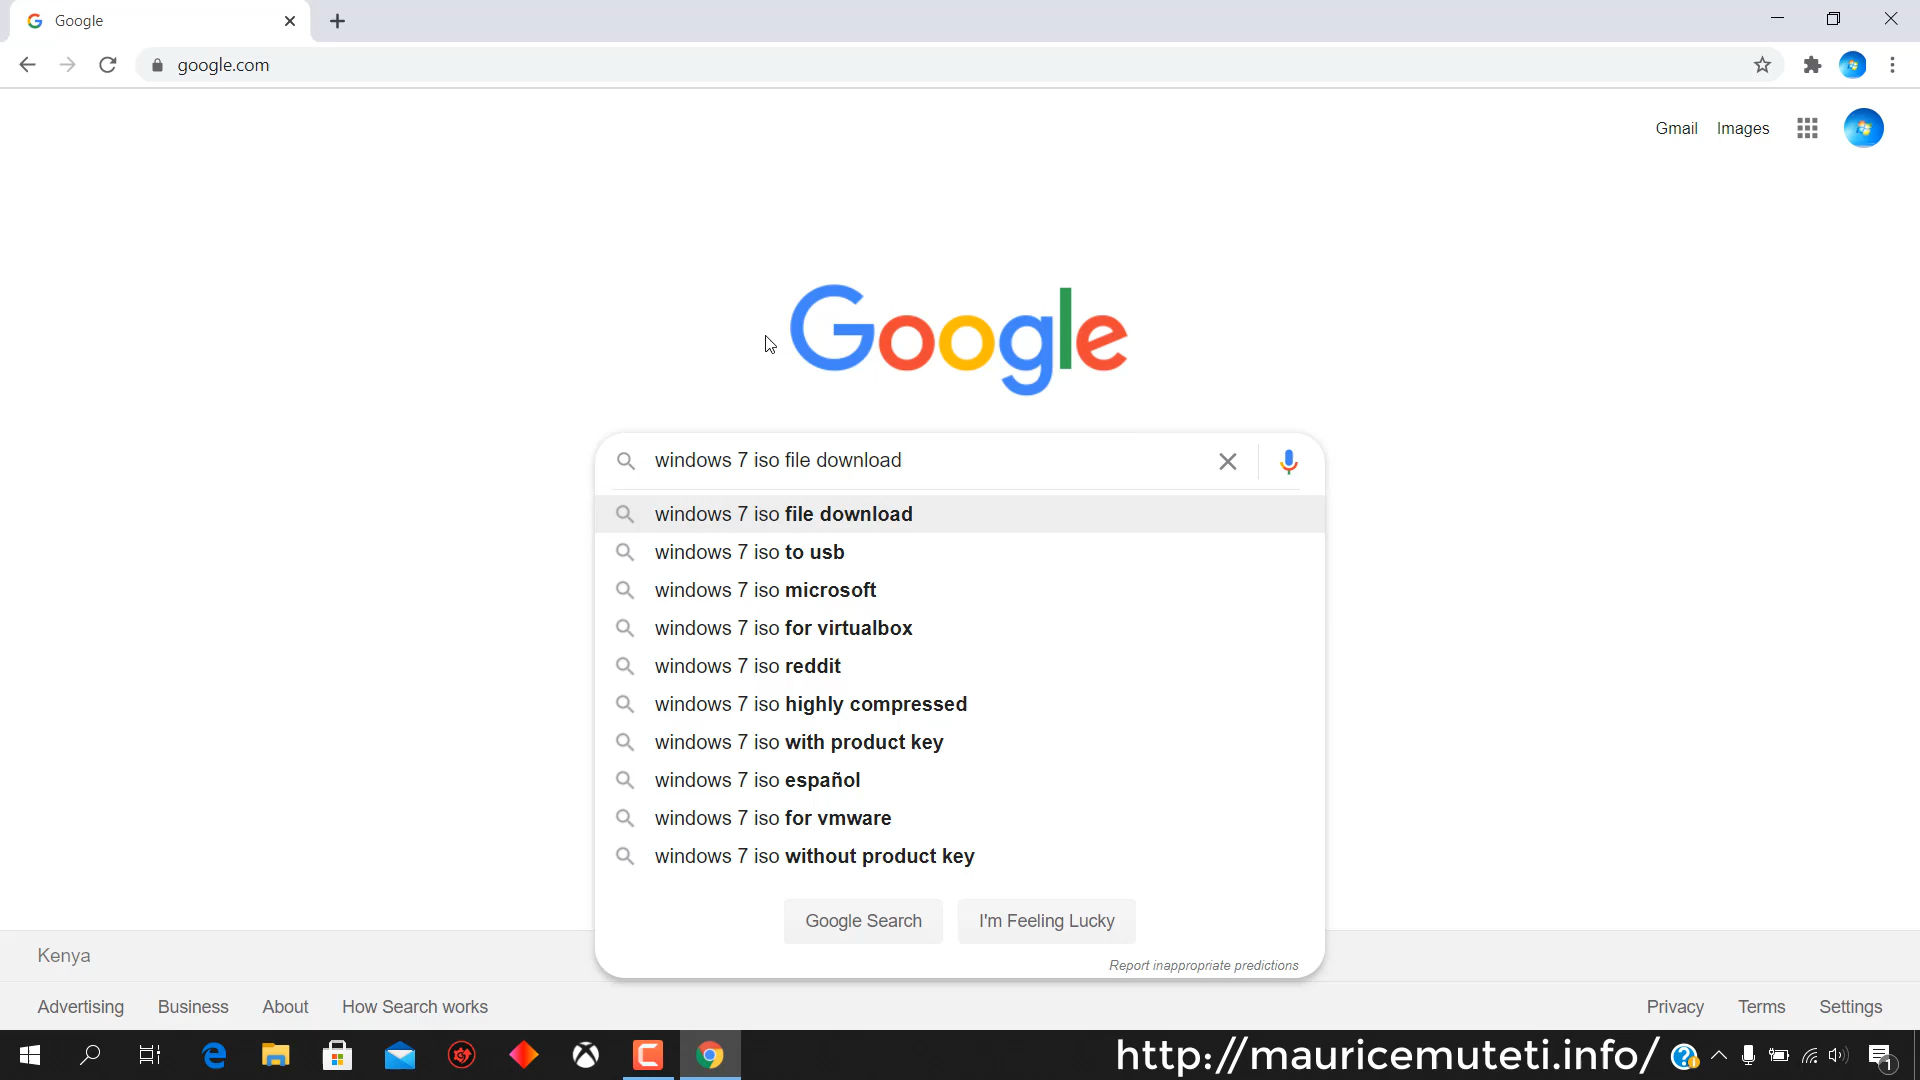 Google
google.com
Gmail Images
Google
windows 7 iso file download
windows 7 iso file download
windows 7 iso to usb
windows 7 iso microsoft
windows 7 iso for virtualbox
windows 7 iso reddit
windows 7 iso highly compressed
windows 7 iso with product key
windows 7 iso español
windows 7 iso for vmware
windows 7 iso without product key
Google Search I'm Feeling Lucky
Report inappropriate predictions
Kenya
Advertising Business About How Search works Privacy Terms Settings
http://mauricemuteti.info/
1